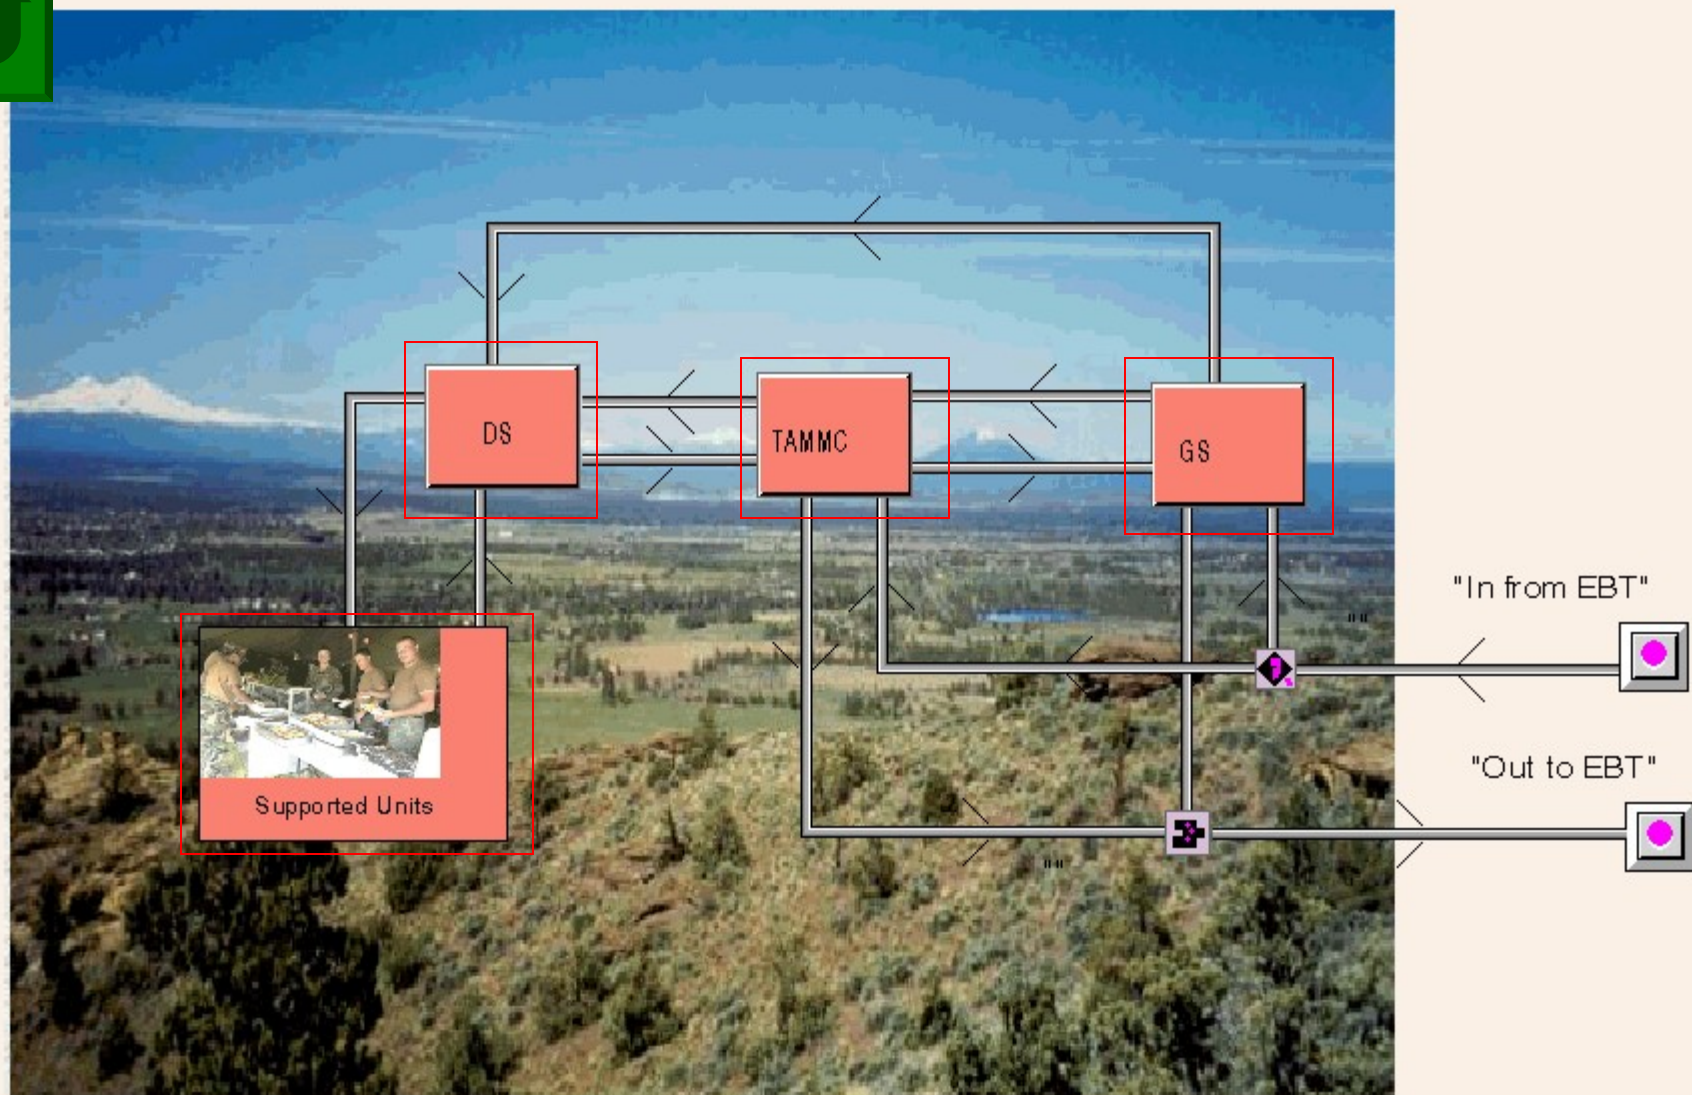 DS
TAMMC
GS
"In from EBT"
""
"Out to EBT"
Supported Units
""